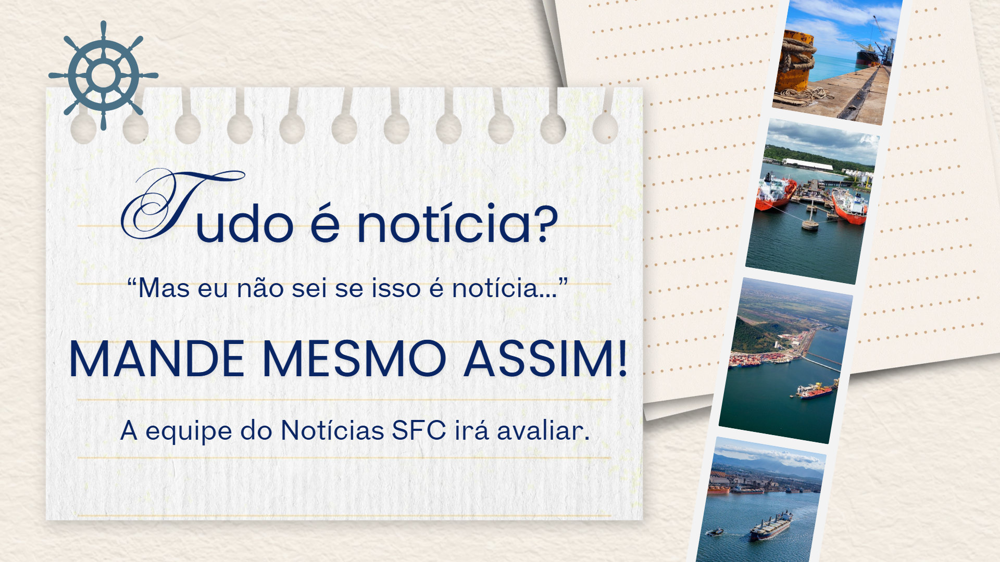 Tudo é notícia?
“Mas eu não sei se isso é notícia...”
MANDE MESMO ASSIM!
A equipe do Notícias SFC irá avaliar.